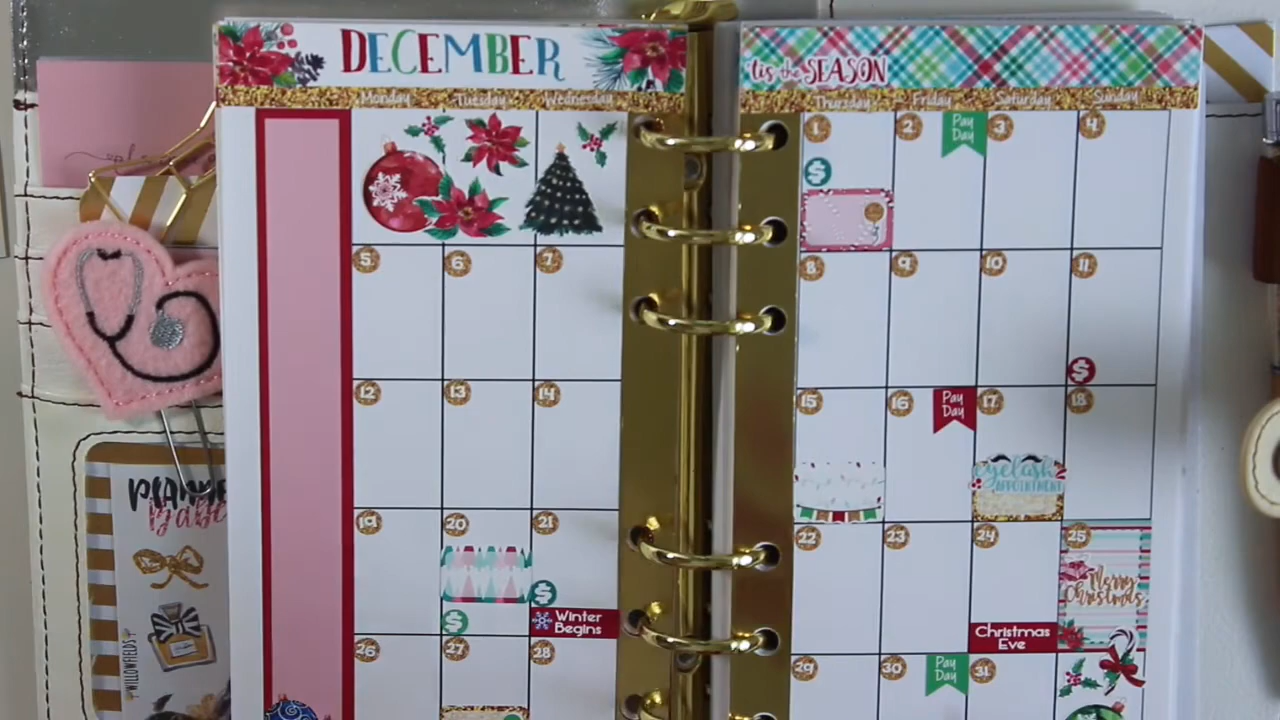 DECEMBER
'tis the SEASON
Monday Tuesday Wednesday Thursday Friday Saturday Sunday
1 2 Pay Day 3 4
$
5 6 7 8 9 10 11
$
12 13 14 15 16 Pay Day 17 18
eyelash
APPOINTMENT
19 20 21 22 23 24 25
Merry
Christmas
$ $
Winter
Begins
Christmas
Eve
26 27 28 29 30 Pay Day 31
babe
WILLOWFIELDS